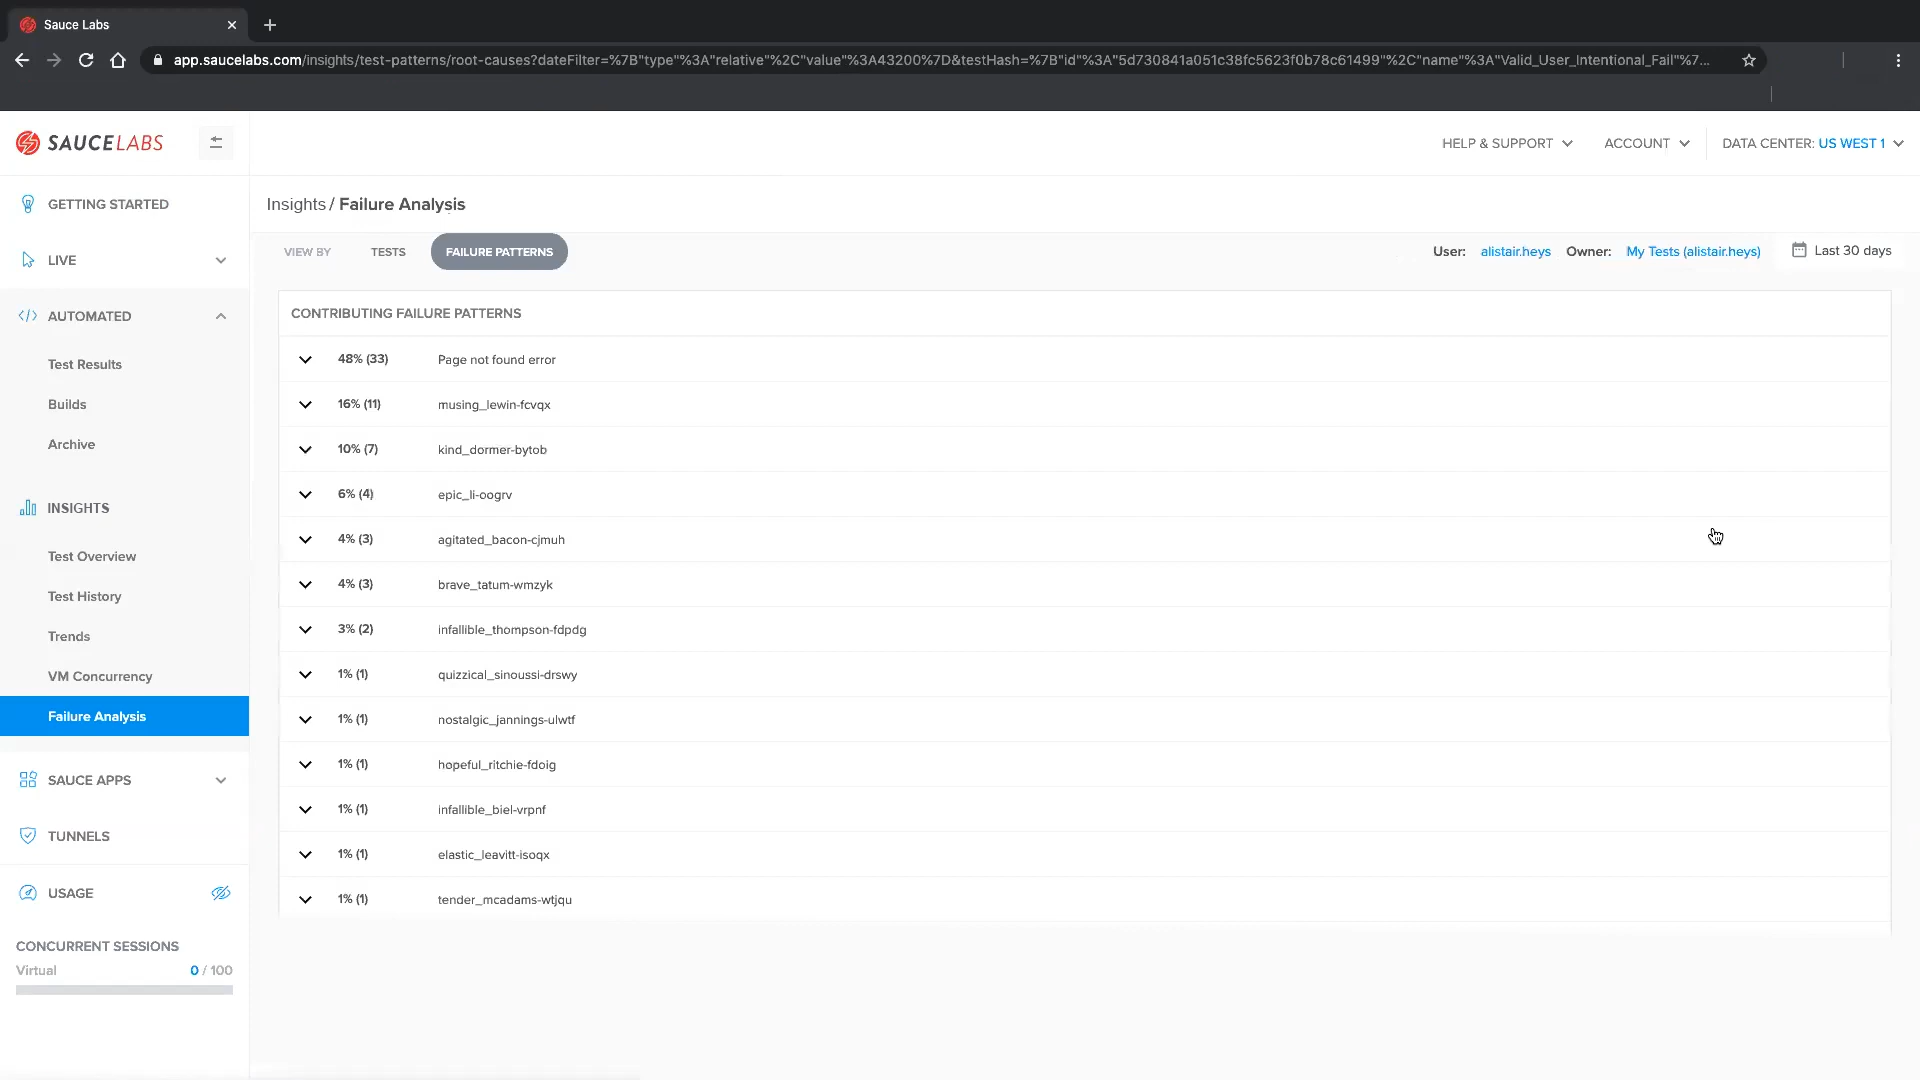 Sauce Labs
app.saucelabs.com/insights/test-patterns/root-causes?dateFilter=%7B"type"%3A"relative"%2C"value"%3A43200%7D&testHash=%7B"id"%3A"5d730841a051c38fc5623f0b78c61499"%2C"name"%3A"Valid_User_Intentional_Fail"%7...
SAUCELABS
HELP & SUPPORT
ACCOUNT
DATA CENTER: US WEST 1
GETTING STARTED
LIVE
AUTOMATED
Test Results
Builds
Archive
INSIGHTS
Test Overview
Test History
Trends
VM Concurrency
Failure Analysis
SAUCE APPS
TUNNELS
USAGE
CONCURRENT SESSIONS
Virtual 0 / 100
Insights / Failure Analysis
VIEW BY TESTS FAILURE PATTERNS
User: alistair.heys Owner: My Tests (alistair.heys) Last 30 days
CONTRIBUTING FAILURE PATTERNS
48% (33) Page not found error
16% (11) musing_lewin-fcvqx
10% (7) kind_dormer-bytob
6% (4) epic_li-oogrv
4% (3) agitated_bacon-cjmuh
4% (3) brave_tatum-wmzyk
3% (2) infallible_thompson-fdpdg
1% (1) quizzical_sinoussi-drswy
1% (1) nostalgic_jannings-ulwtf
1% (1) hopeful_ritchie-fdoig
1% (1) infallible_biel-vrpnf
1% (1) elastic_leavitt-isoqx
1% (1) tender_mcadams-wtjqu